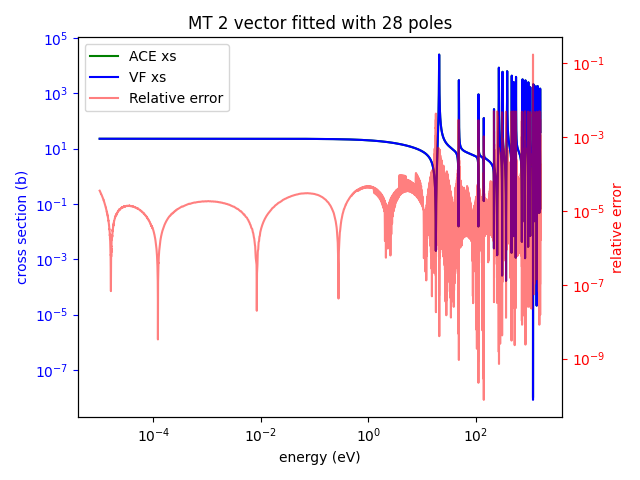 MT 2 vector fitted with 28 poles
ACE xs
VF xs
Relative error
10^5
10^3
10^1
10^-1
10^-3
10^-5
10^-7
cross section (b)
10^-1
10^-3
10^-5
10^-7
10^-9
relative error
10^-4
10^-2
10^0
10^2
energy (eV)